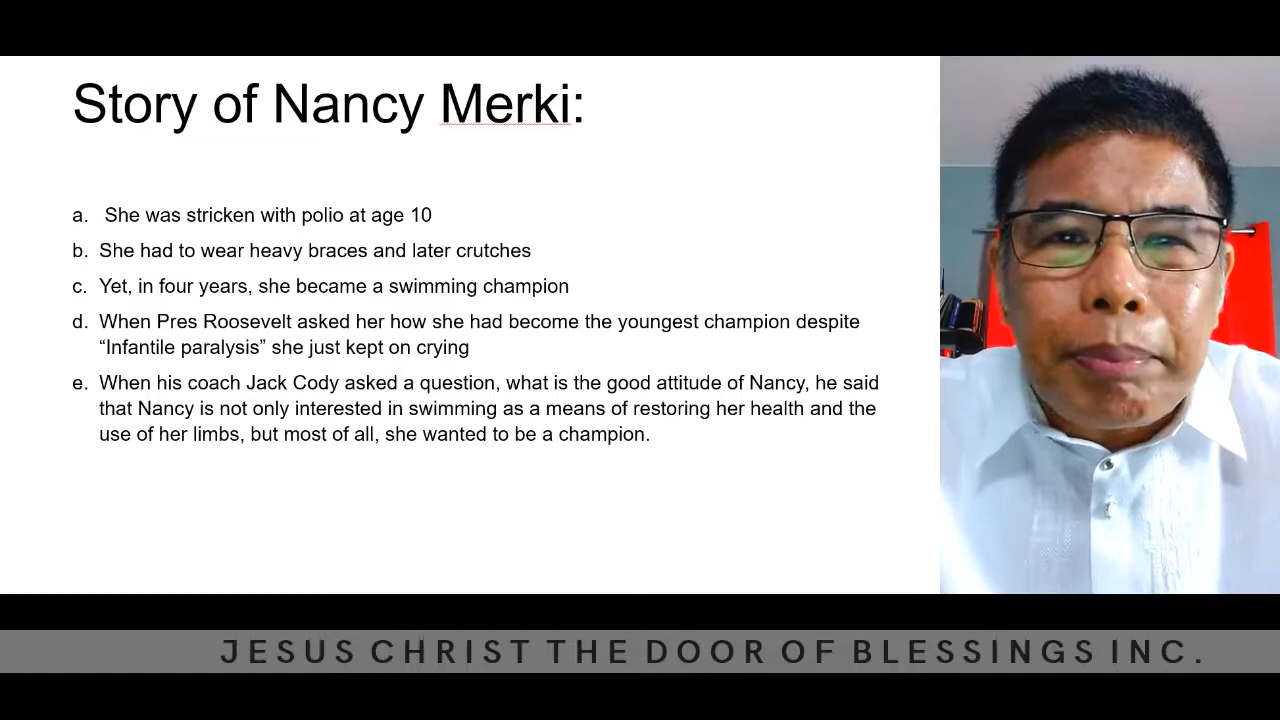 Story of Nancy Merki:
a. She was stricken with polio at age 10
b. She had to wear heavy braces and later crutches
c. Yet, in four years, she became a swimming champion
d. When Pres Roosevelt asked her how she had become the youngest champion despite
“Infantile paralysis” she just kept on crying
e. When his coach Jack Cody asked a question, what is the good attitude of Nancy, he said
that Nancy is not only interested in swimming as a means of restoring her health and the
use of her limbs, but most of all, she wanted to be a champion.
JESUS CHRIST THE DOOR OF BLESSINGS INC.